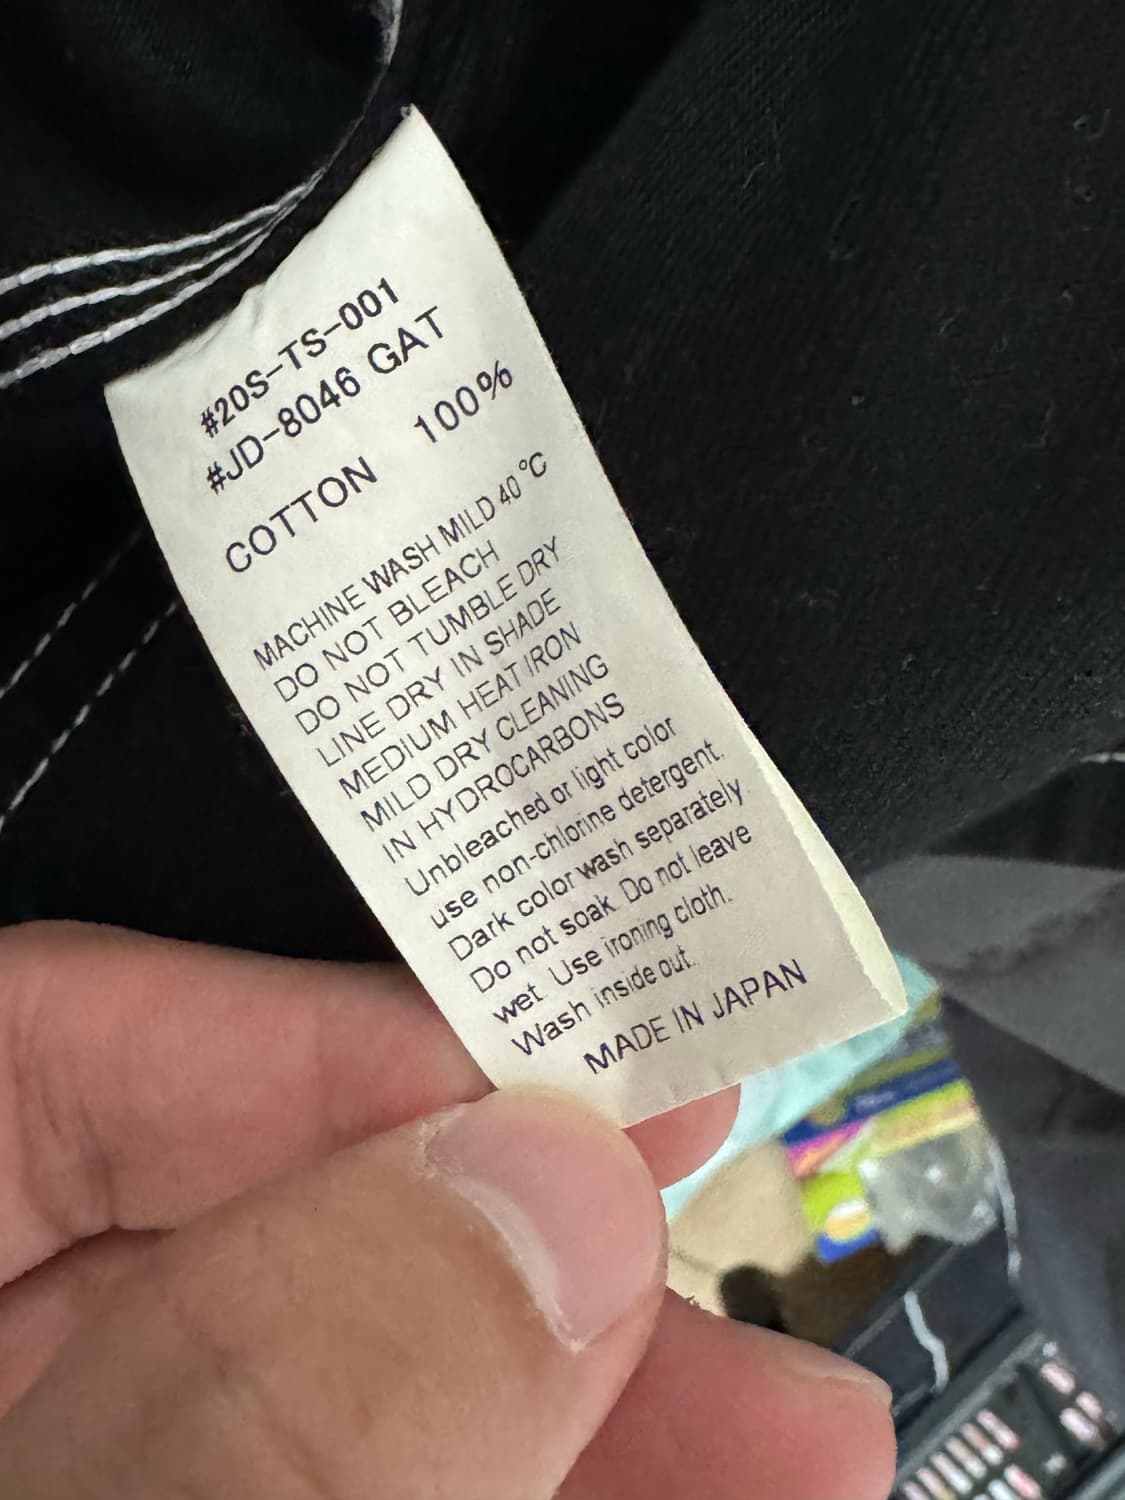 #20S-TS-001
#JD-8046 GAT
COTTON 100%
MACHINE WASH MILD 40℃
DO NOT BLEACH
DO NOT TUMBLE DRY
LINE DRY IN SHADE
MEDIUM HEAT IRON
MILD DRY CLEANING
IN HYDROCARBONS
Unbleached or light color
use non-chlorine detergent.
Dark color wash separately
Do not soak. Do not leave
wet. Use ironing cloth.
Wash inside out.
MADE IN JAPAN